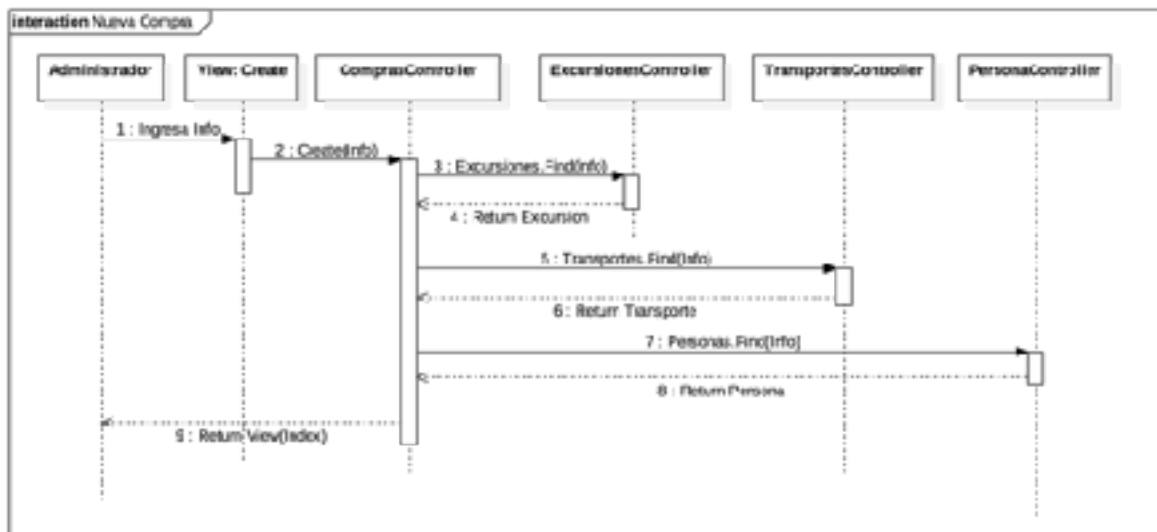 interaction Nueva Compra
Administrador
View: Create
ComprasController
ExcursionesController
TransportesController
PersonaController
1 : Ingresa Info
2 : Create(Info)
3 : Excursiones.Find(Info)
4 : Return Excursion
5 : Transportes.Find(Info)
6 : Return Transporte
7 : Personas.Find(Info)
8 : Return Persona
9 : Return View(Index)